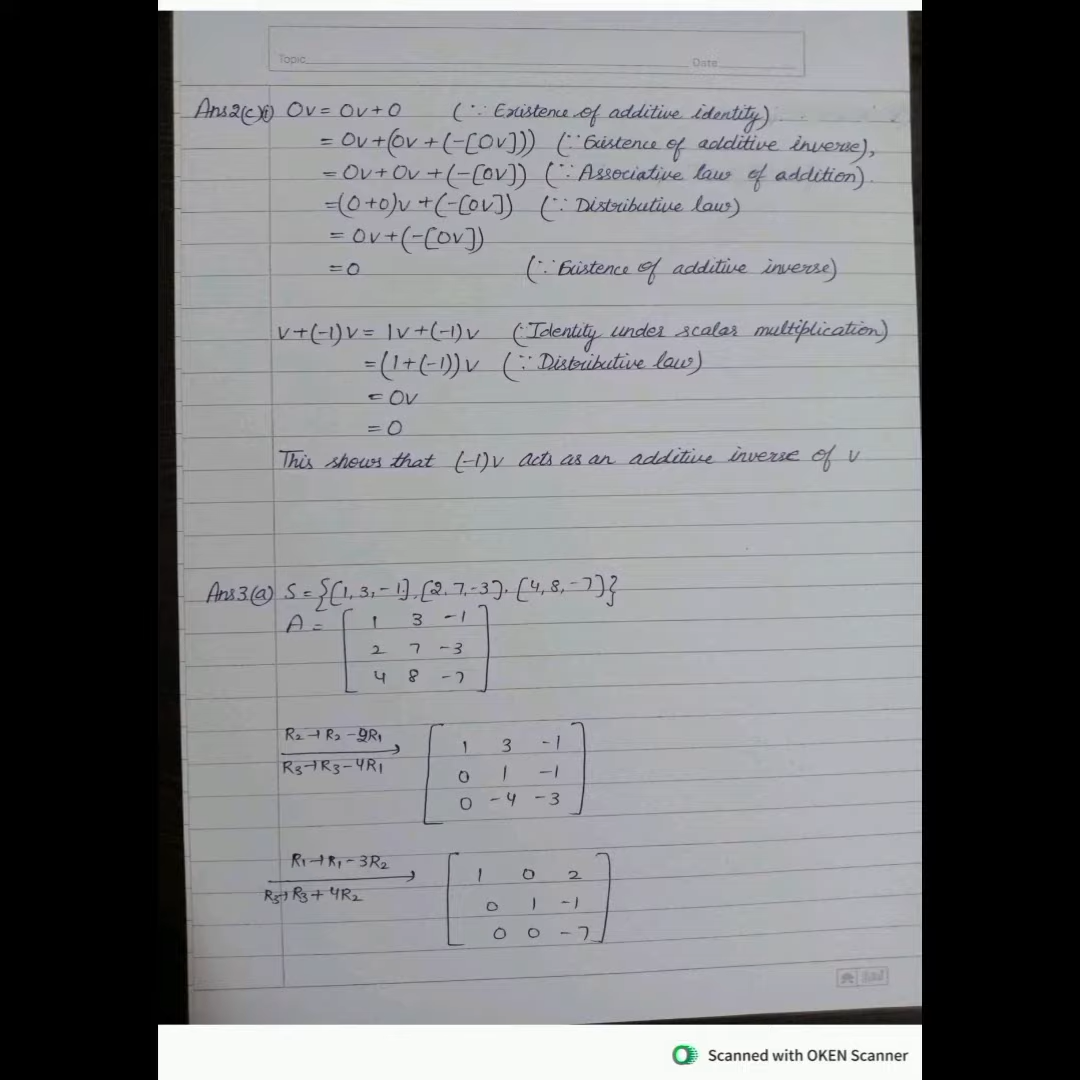 Topic
Date
Ans2(c)(i) 0v = 0v + 0 (∵ Existence of additive identity)
= 0v + (0v + (-[0v])) (∵ Existence of additive inverse),
= 0v + 0v + (-[0v]) (∵ Associative law of addition).
= (0+0)v + (-[0v]) (∵ Distributive law)
= 0v + (-[0v])
= 0 (∵ Existence of additive inverse)
v + (-1)v = 1v + (-1)v (∵ Identity under scalar multiplication)
= (1 + (-1))v (∵ Distributive law)
= 0v
= 0
This shows that (-1)v acts as an additive inverse of v
Ans3.(a) S = {[1, 3, -1], [2, 7, -3], [4, 8, -7]}
A = [ 1 3 -1
2 7 -3
4 8 -7 ]
R2 → R2 - 2R1
R3 → R3 - 4R1
[ 1 3 -1
0 1 -1
0 -4 -3 ]
R1 → R1 - 3R2
R3 → R3 + 4R2
[ 1 0 2
0 1 -1
0 0 -7 ]
Scanned with OKEN Scanner